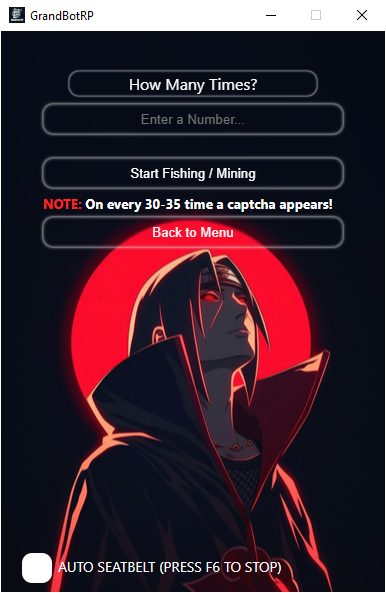 GrandBotRP
How Many Times?
Enter a Number...
Start Fishing / Mining
NOTE: On every 30-35 time a captcha appears!
Back to Menu
AUTO SEATBELT (PRESS F6 TO STOP)